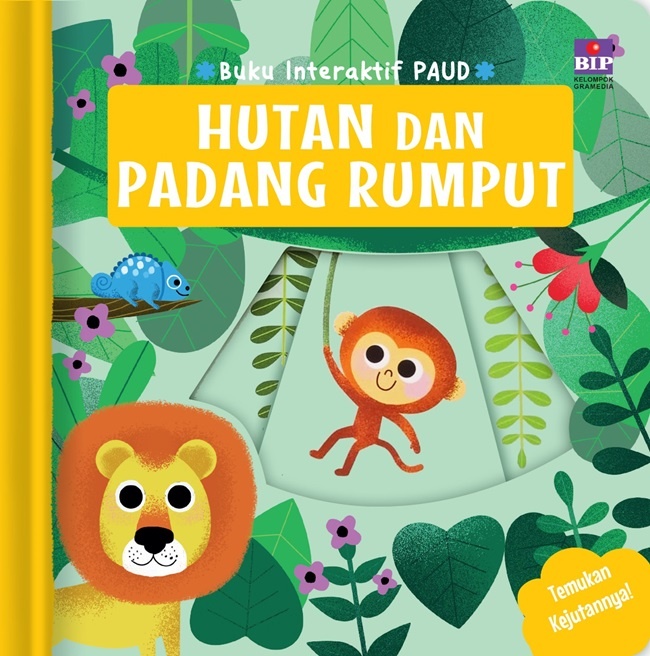 Buku Interaktif PAUD
BIP
KELOMPOK
GRAMEDIA
HUTAN DAN
PADANG RUMPUT
Temukan
Kejutannya!